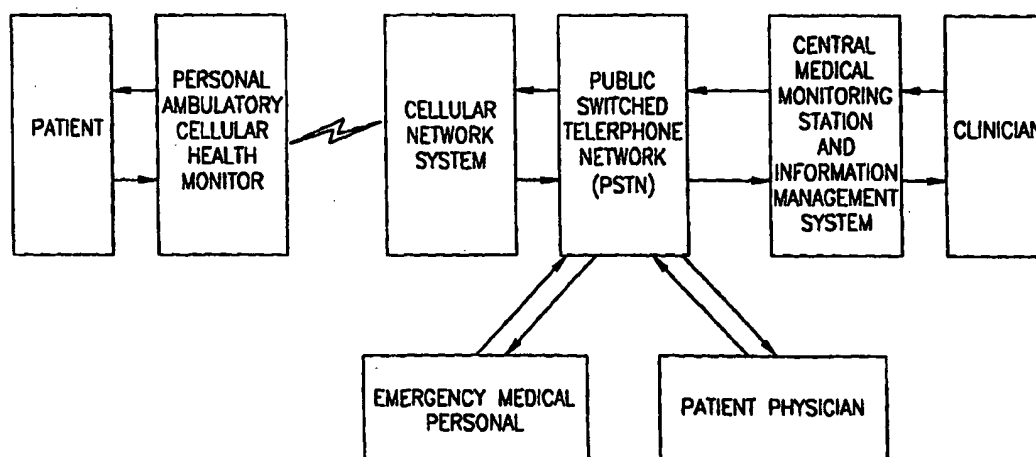 PATIENT
PERSONAL
AMBULATORY
CELLULAR
HEALTH
MONITOR
CELLULAR
NETWORK
SYSTEM
PUBLIC
SWITCHED
TELERPHONE
NETWORK
(PSTN)
CENTRAL
MEDICAL
MONITORING
STATION
AND
INFORMATION
MANAGEMENT
SYSTEM
CLINICIAN
EMERGENCY MEDICAL
PERSONAL
PATIENT PHYSICIAN